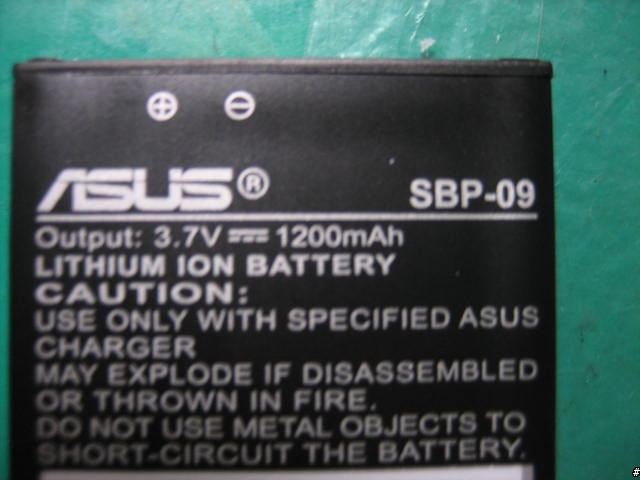 ⊕ ⊖
ASUS® SBP-09
Output: 3.7V ⎓ 1200mAh
LITHIUM ION BATTERY
CAUTION:
USE ONLY WITH SPECIFIED ASUS
CHARGER
MAY EXPLODE IF DISASSEMBLED
OR THROWN IN FIRE.
DO NOT USE METAL OBJECTS TO
SHORT-CIRCUIT THE BATTERY.
#